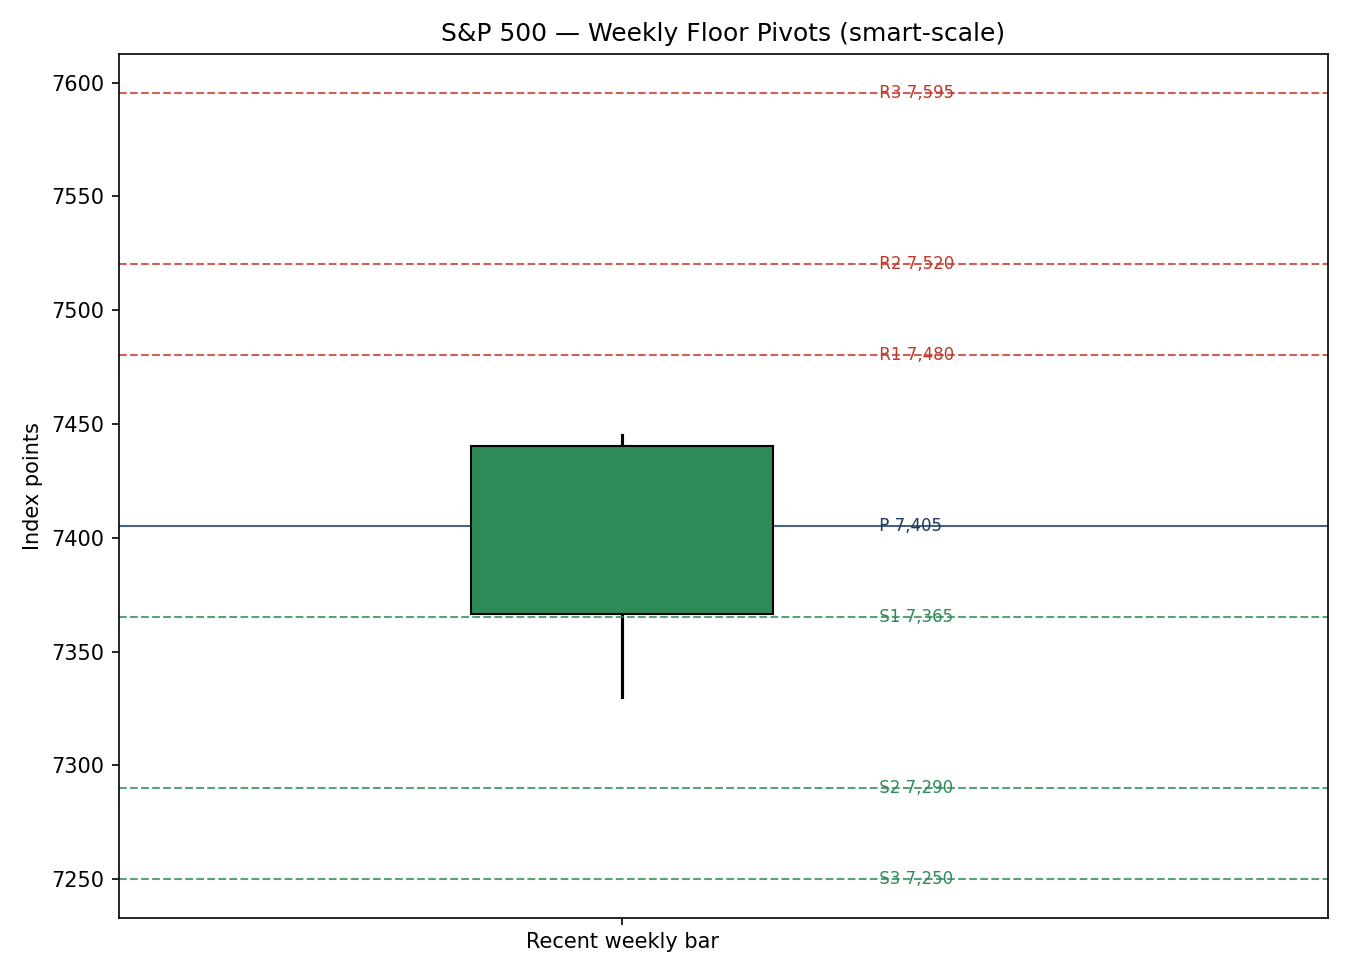 S&P 500 — Weekly Floor Pivots (smart-scale)
7600
R3 7,595
7550
R2 7,520
7500
R1 7,480
7450
Index points
P 7,405
7400
S1 7,365
7350
7300
S2 7,290
7250
S3 7,250
Recent weekly bar